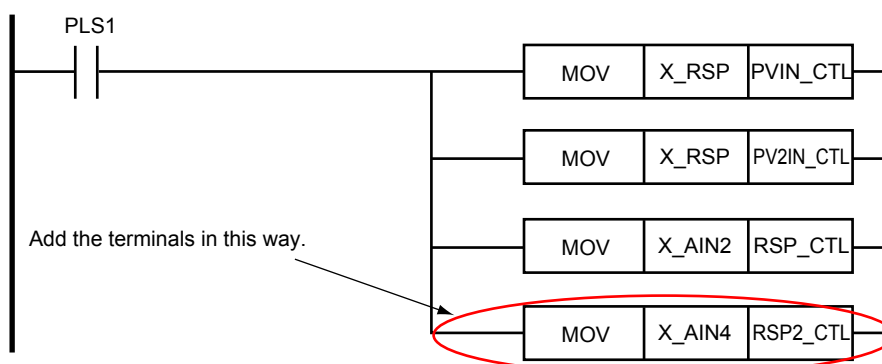 PLS1
MOV X_RSP PVIN_CTL
MOV X_RSP PV2IN_CTL
Add the terminals in this way.
MOV X_AIN2 RSP_CTL
MOV X_AIN4 RSP2_CTL